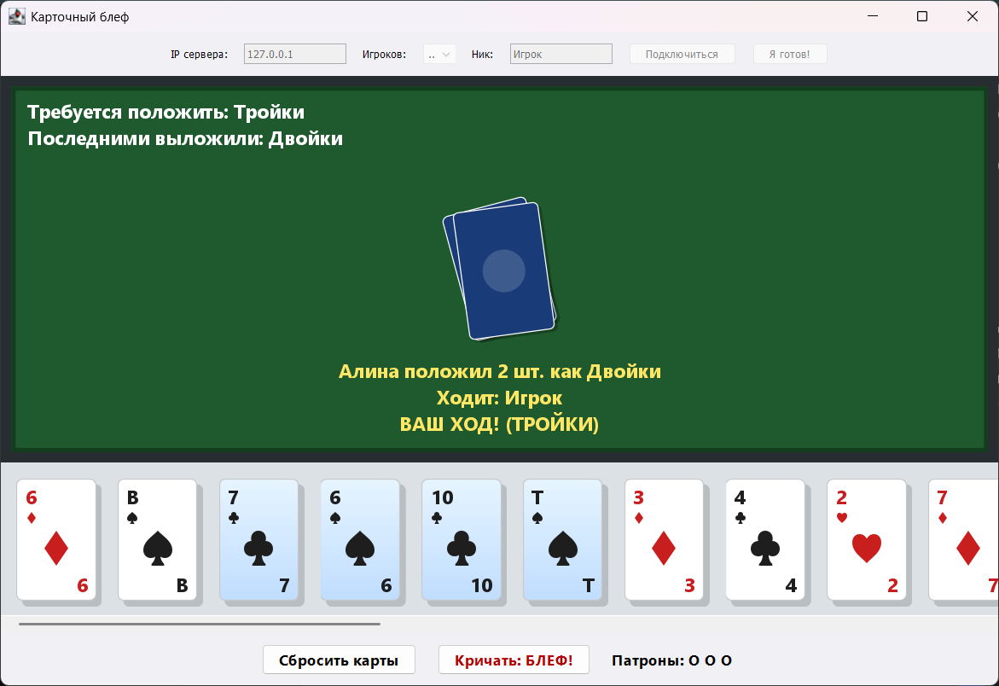 Карточный блеф
IP сервера: 127.0.0.1 Игроков: .. Ник: Игрок Подключиться Я готов!
Требуется положить: Тройки
Последними выложили: Двойки
Алина положил 2 шт. как Двойки
Ходит: Игрок
ВАШ ХОД! (ТРОЙКИ)
6 В 7 6 10 Т 3 4 2 7
6 В 7 6 10 Т 3 4 2 7
Сбросить карты Кричать: БЛЕФ! Патроны: О О О